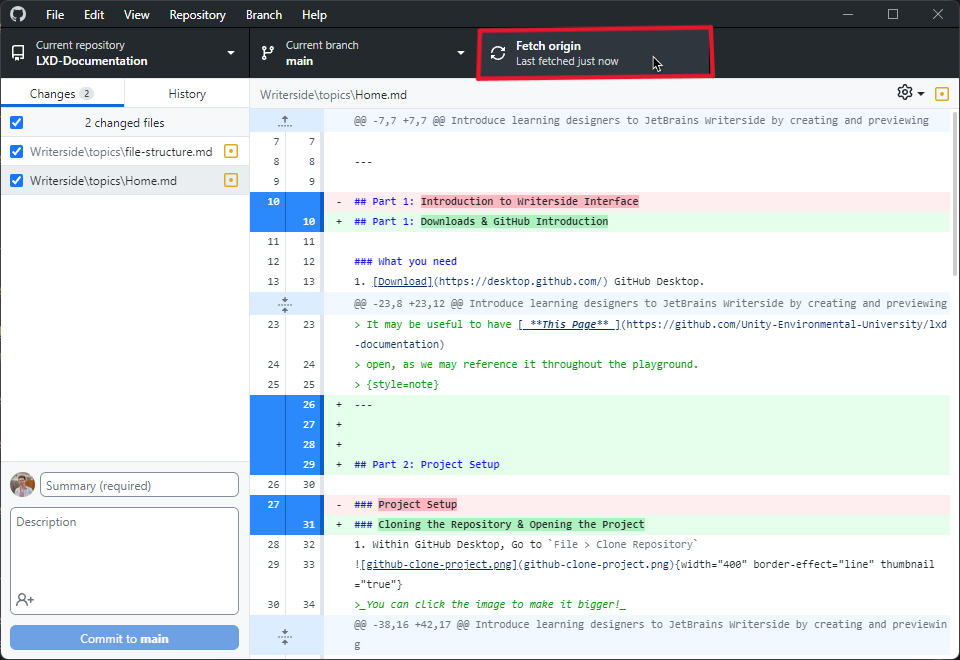 File Edit View Repository Branch Help
Current repository
LXD-Documentation
Current branch
main
Fetch origin
Last fetched just now
Changes 2 History
2 changed files
Writerside\topics\file-structure.md
Writerside\topics\Home.md
Summary (required)
Description
Commit to main
Writerside\topics\Home.md
@@ -7,7 +7,7 @@ Introduce learning designers to JetBrains Writerside by creating and previewing
7 7
8 8 ---
9 9
10 - ## Part 1: Introduction to Writerside Interface
10 + ## Part 1: Downloads & GitHub Introduction
11 11
12 12 ### What you need
13 13 1. [Download](https://desktop.github.com/) GitHub Desktop.
@@ -23,8 +23,12 @@ Introduce learning designers to JetBrains Writerside by creating and previewing
23 23 > It may be useful to have [ **This Page** ](https://github.com/Unity-Environmental-University/lxd
-documentation)
24 24 > open, as we may reference it throughout the playground.
25 25 > {style=note}
26 + ---
27 +
28 +
29 + ## Part 2: Project Setup
26 30
27 - ### Project Setup
31 + ### Cloning the Repository & Opening the Project
28 32 1. Within GitHub Desktop, Go to `File > Clone Repository`
29 33 ![github-clone-project.png](github-clone-project.png){width="400" border-effect="line" thumbnail
="true"}
30 34 >_You can click the image to make it bigger!_
@@ -38,16 +42,17 @@ Introduce learning designers to JetBrains Writerside by creating and previewin
g